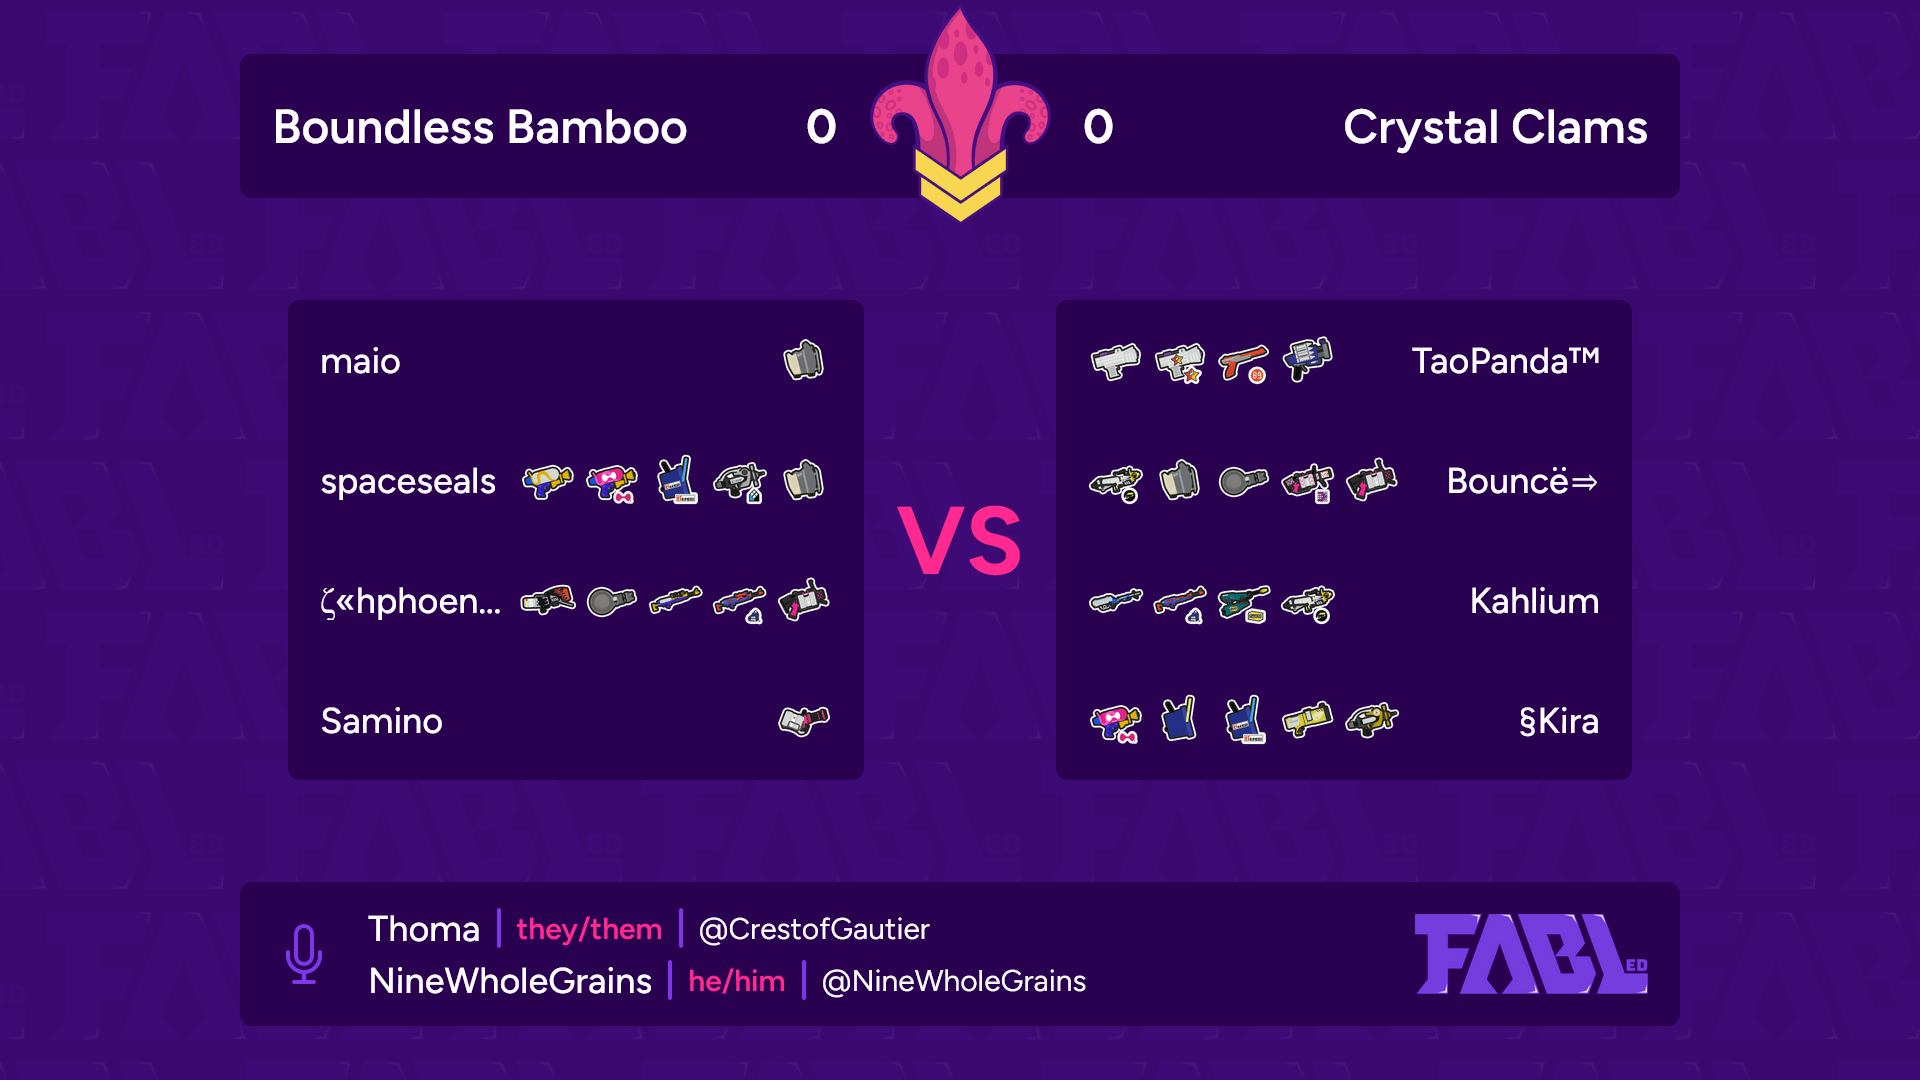 Boundless Bamboo 0 0 Crystal Clams
maio
spaceseals
ζ«hphoen...
Samino
VS
TaoPanda™
Bouncë⇒
Kahlium
§Kira
Thoma they/them @CrestofGautier
NineWholeGrains he/him @NineWholeGrains
FABL ED